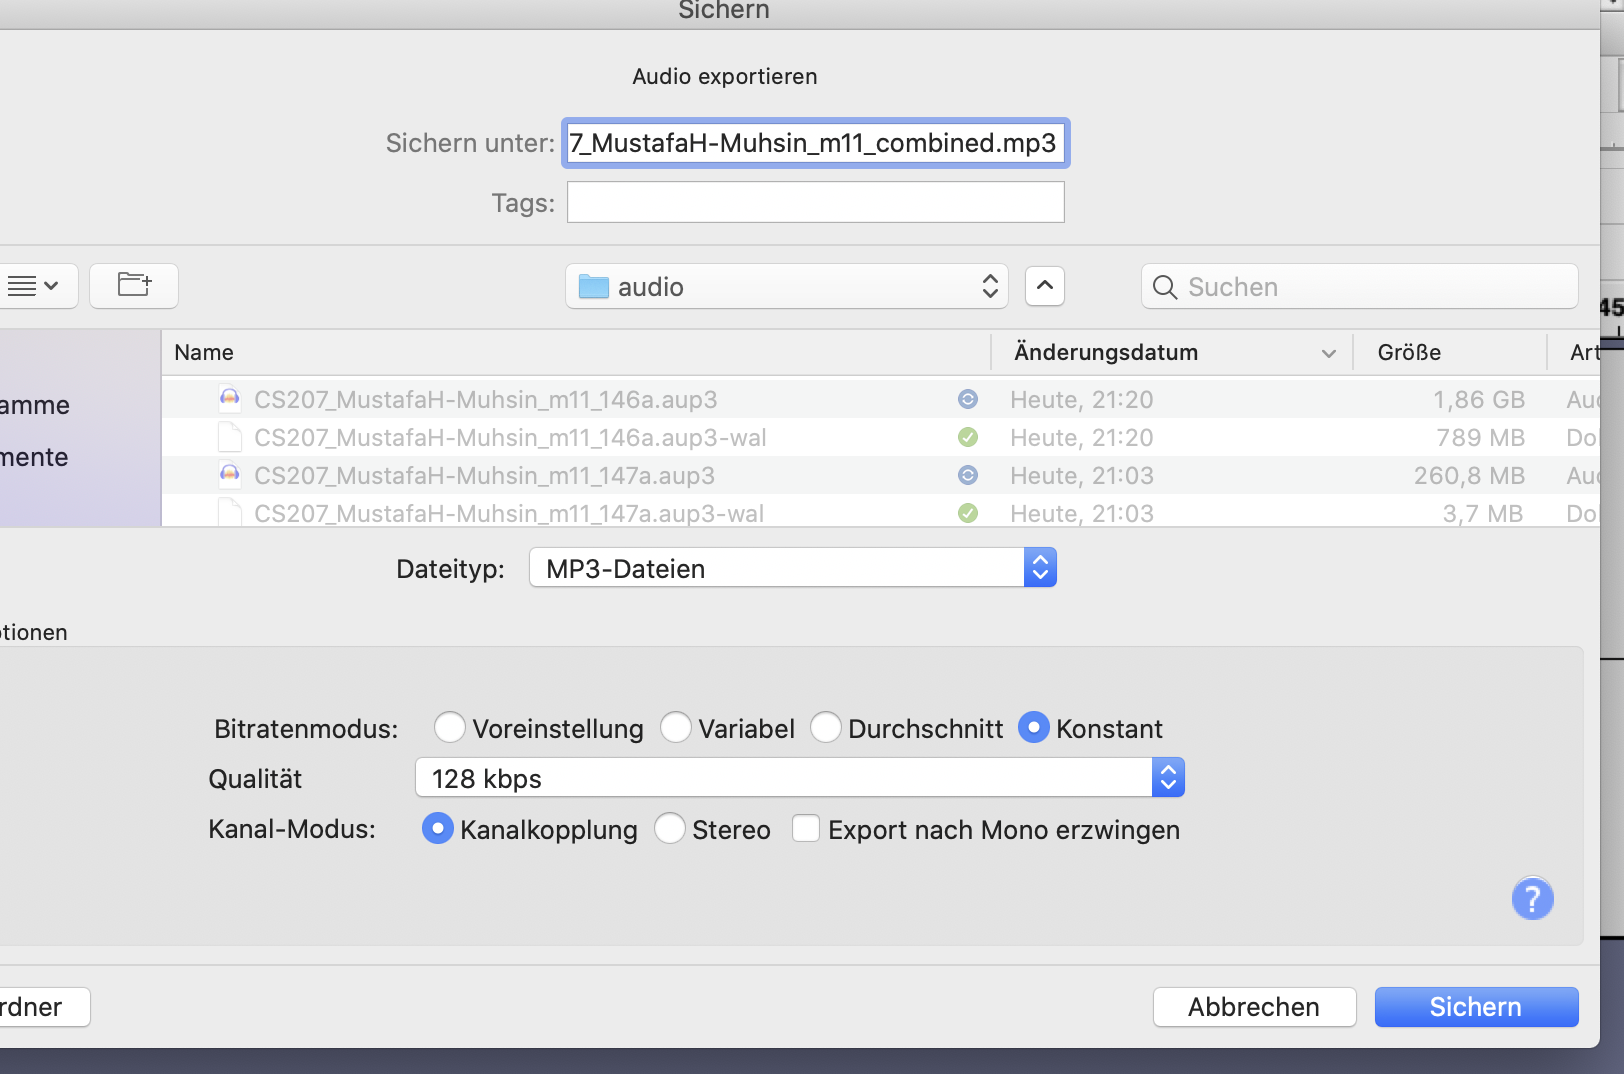 Sichern
Audio exportieren
Sichern unter: 7_MustafaH-Muhsin_m11_combined.mp3
Tags:
audio
Suchen
45
Name Änderungsdatum Größe Art
amme
mente
CS207_MustafaH-Muhsin_m11_146a.aup3 Heute, 21:20 1,86 GB Au
CS207_MustafaH-Muhsin_m11_146a.aup3-wal Heute, 21:20 789 MB Do
CS207_MustafaH-Muhsin_m11_147a.aup3 Heute, 21:03 260,8 MB Au
CS207_MustafaH-Muhsin_m11_147a.aup3-wal Heute, 21:03 3,7 MB Do
Dateityp: MP3-Dateien
tionen
Bitratenmodus: Voreinstellung Variabel Durchschnitt Konstant
Qualität 128 kbps
Kanal-Modus: Kanalkopplung Stereo Export nach Mono erzwingen
?
rdner Abbrechen Sichern